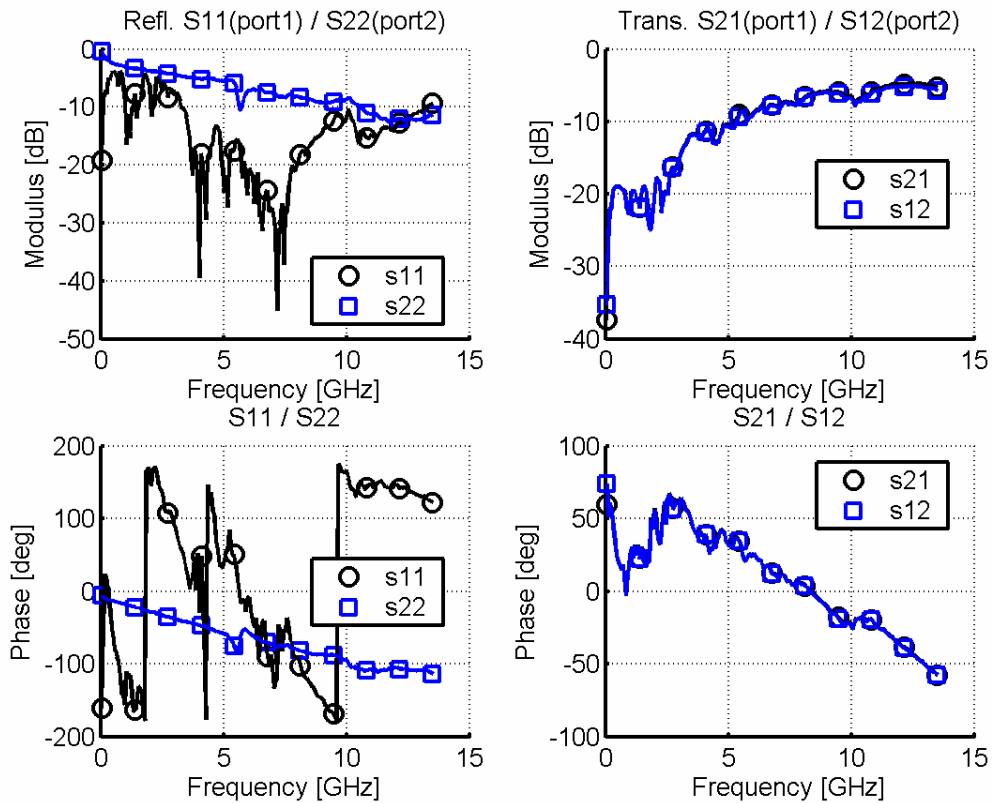 Refl. S11(port1) / S22(port2)
0
-10
-20
-30
-40
-50
Modulus [dB]
s11
s22
0 5 10 15
Frequency [GHz]
Trans. S21(port1) / S12(port2)
0
-10
-20
-30
-40
Modulus [dB]
s21
s12
0 5 10 15
Frequency [GHz]
S11 / S22
200
100
0
-100
-200
Phase [deg]
s11
s22
0 5 10 15
Frequency [GHz]
S21 / S12
100
50
0
-50
-100
Phase [deg]
s21
s12
0 5 10 15
Frequency [GHz]